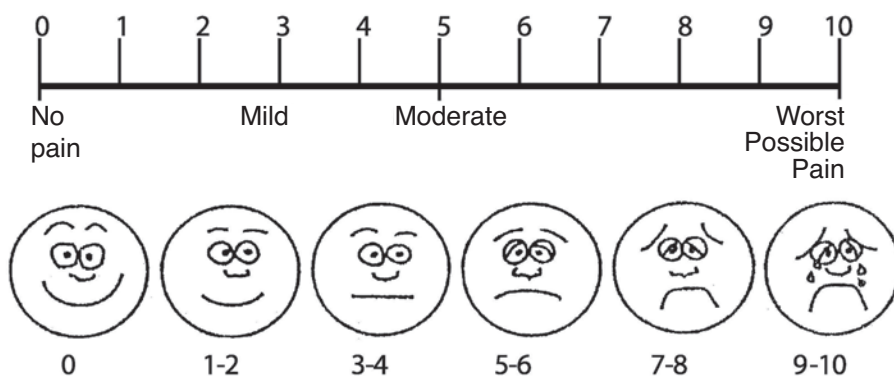 0 1 2 3 4 5 6 7 8 9 10
No pain
Mild
Moderate
Worst Possible Pain
0 1-2 3-4 5-6 7-8 9-10